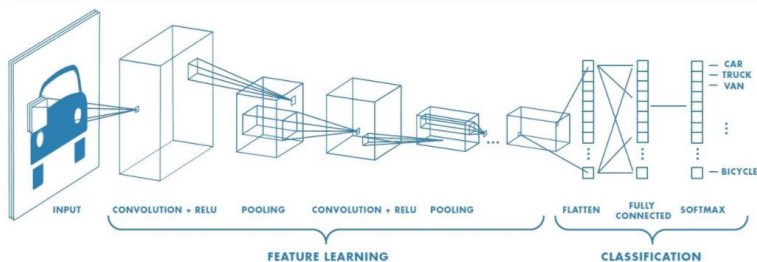 CAR
TRUCK
VAN
BICYCLE
INPUT
CONVOLUTION + RELU
POOLING
CONVOLUTION + RELU
POOLING
FLATTEN
FULLY
CONNECTED
SOFTMAX
FEATURE LEARNING
CLASSIFICATION